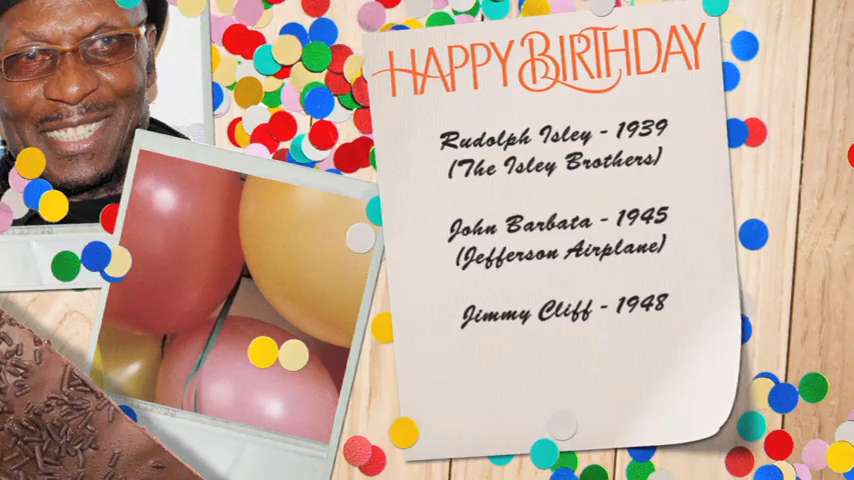 HAPPY BIRTHDAY
Rudolph Isley - 1939
(The Isley Brothers)
John Barbata - 1945
(Jefferson Airplane)
Jimmy Cliff - 1948